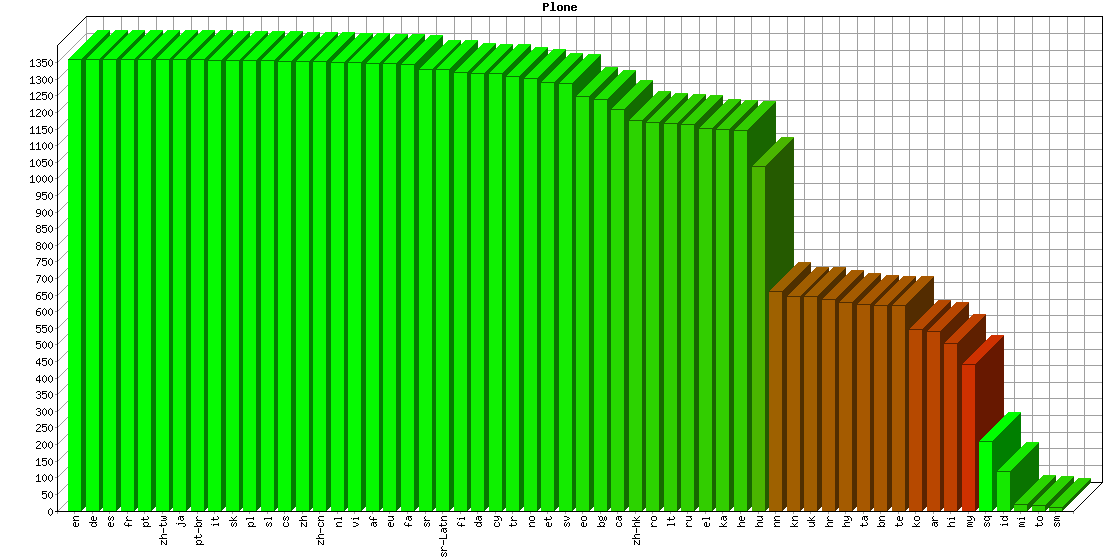 Plone
1350
1300
1250
1200
1150
1100
1050
1000
950
900
850
800
750
700
650
600
550
500
450
400
350
300
250
200
150
100
50
0
en
de
es
fr
pt
zh-tw
ja
pt-br
it
sk
pl
sl
cs
zh
zh-cn
nl
vi
af
eu
fa
sr
sr-Latn
fi
da
cy
tr
no
et
sv
eo
bg
ca
zh-hk
ro
lt
ru
el
ka
he
hu
nn
kn
uk
hr
hy
ta
bn
te
ko
ar
hi
my
sq
id
mi
to
sm